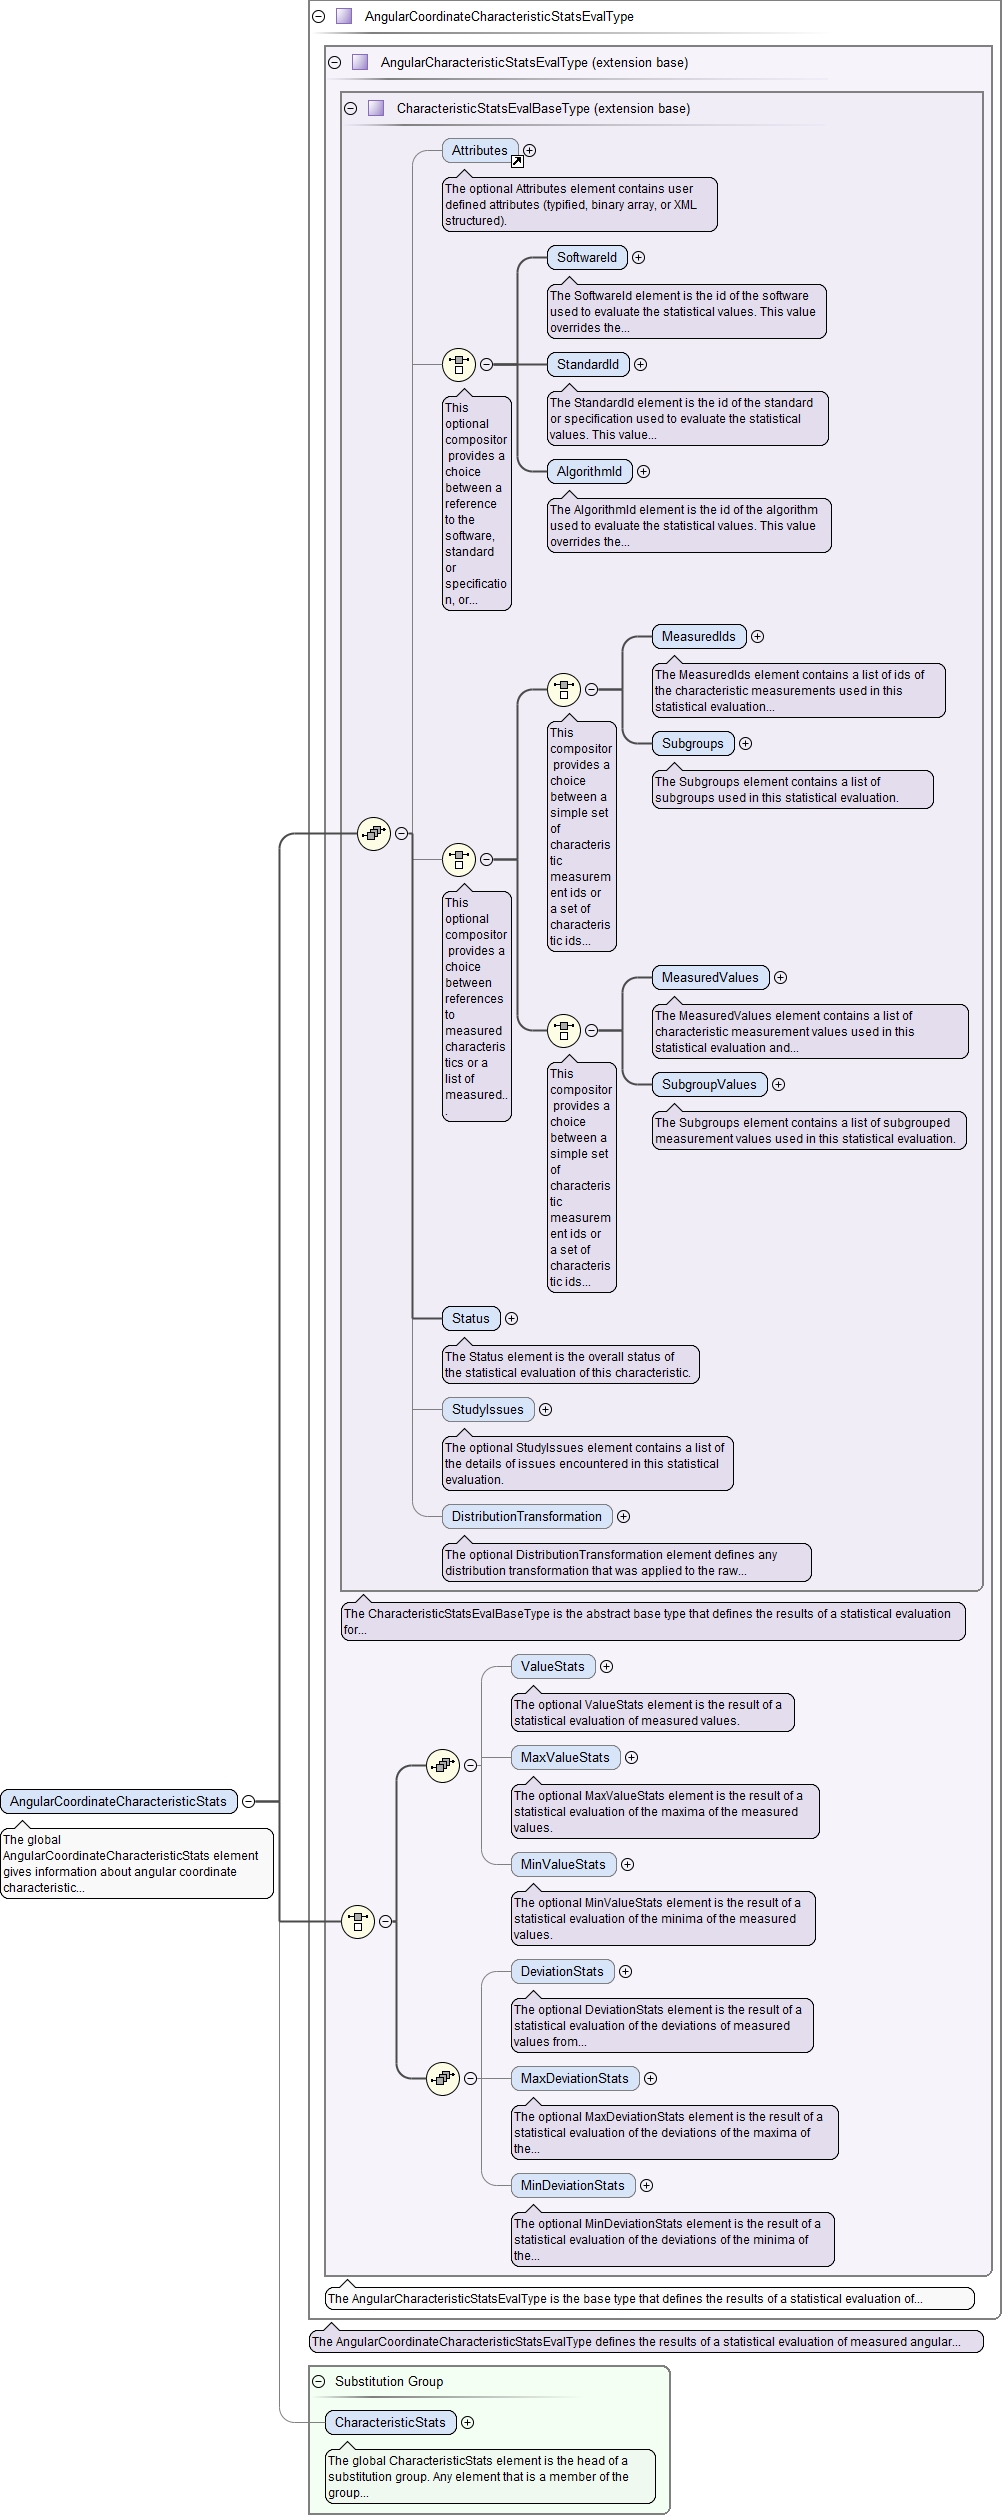 AngularCoordinateCharacteristicStatsEvalType
AngularCharacteristicStatsEvalType (extension base)
CharacteristicStatsEvalBaseType (extension base)
Attributes
The optional Attributes element contains user
defined attributes (typified, binary array, or XML
structured).
SoftwareId
The SoftwareId element is the id of the software
used to evaluate the statistical values. This value
overrides the...
StandardId
The StandardId element is the id of the standard
or specification used to evaluate the statistical
values. This value...
AlgorithmId
The AlgorithmId element is the id of the algorithm
used to evaluate the statistical values. This value
overrides the...
This
optional
compositor
provides a
choice
between a
reference
to the
software,
standard
or
specificatio
n, or...
MeasuredIds
The MeasuredIds element contains a list of ids of
the characteristic measurements used in this
statistical evaluation...
Subgroups
The Subgroups element contains a list of
subgroups used in this statistical evaluation.
This
compositor
provides a
choice
between a
simple set
of
characteris
tic
measurem
ent ids or
a set of
characteris
tic ids...
This
optional
compositor
provides a
choice
between
references
to
measured
characteris
tics or a
list of
measured..
.
MeasuredValues
The MeasuredValues element contains a list of
characteristic measurement values used in this
statistical evaluation and...
SubgroupValues
The Subgroups element contains a list of subgrouped
measurement values used in this statistical evaluation.
This
compositor
provides a
choice
between a
simple set
of
characteris
tic
measurem
ent ids or
a set of
characteris
tic ids...
Status
The Status element is the overall status of
the statistical evaluation of this characteristic.
StudyIssues
The optional StudyIssues element contains a list of
the details of issues encountered in this statistical
evaluation.
DistributionTransformation
The optional DistributionTransformation element defines any
distribution transformation that was applied to the raw...
The CharacteristicStatsEvalBaseType is the abstract base type that defines the results of a statistical evaluation
for...
ValueStats
The optional ValueStats element is the result of a
statistical evaluation of measured values.
MaxValueStats
The optional MaxValueStats element is the result of a
statistical evaluation of the maxima of the measured
values.
MinValueStats
The optional MinValueStats element is the result of a
statistical evaluation of the minima of the measured
values.
AngularCoordinateCharacteristicStats
The global
AngularCoordinateCharacteristicStats element
gives information about angular coordinate
characteristic...
DeviationStats
The optional DeviationStats element is the result of a
statistical evaluation of the deviations of measured
values from...
MaxDeviationStats
The optional MaxDeviationStats element is the result of a
statistical evaluation of the deviations of the maxima of
the...
MinDeviationStats
The optional MinDeviationStats element is the result of a
statistical evaluation of the deviations of the minima of
the...
The AngularCharacteristicStatsEvalType is the base type that defines the results of a statistical evaluation of...
The AngularCoordinateCharacteristicStatsEvalType defines the results of a statistical evaluation of measured angular...
Substitution Group
CharacteristicStats
The global CharacteristicStats element is the head of a
substitution group. Any element that is a member of the
group...